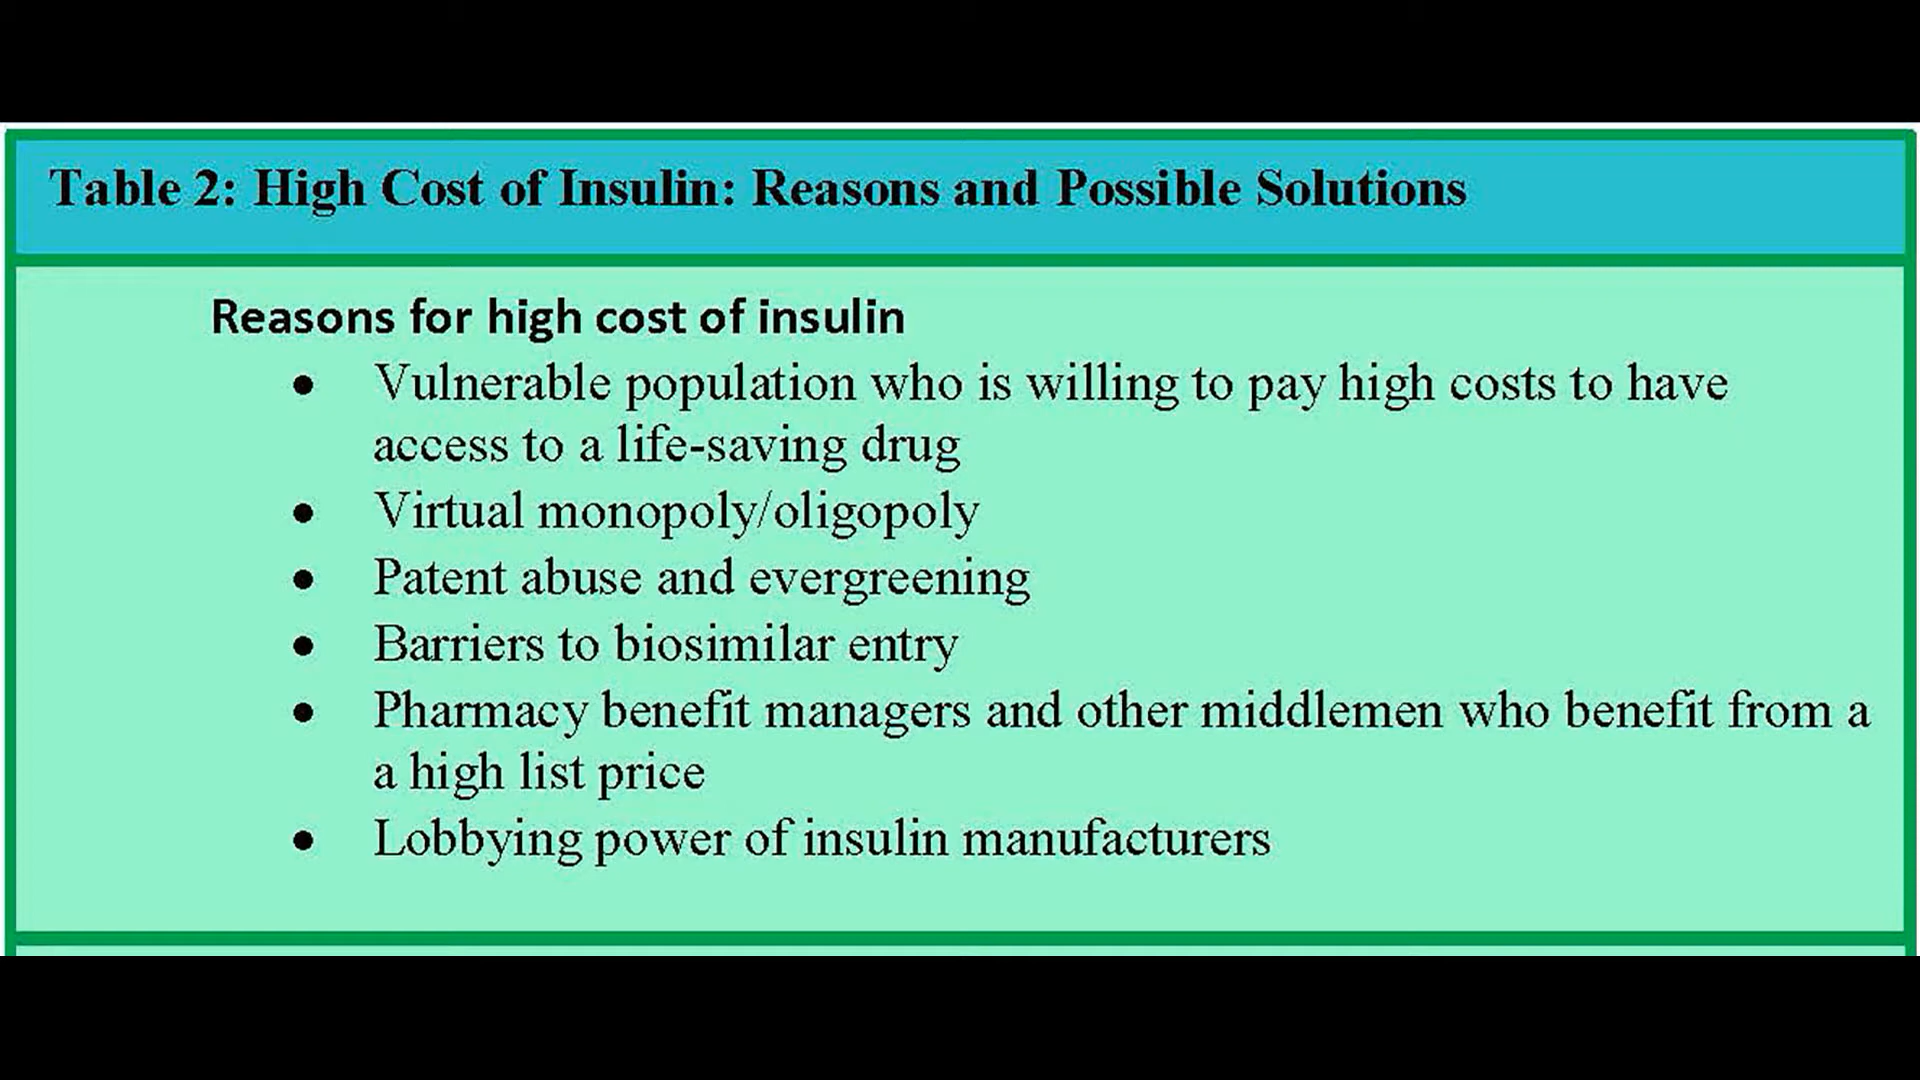 Table 2: High Cost of Insulin: Reasons and Possible Solutions
Reasons for high cost of insulin
• Vulnerable population who is willing to pay high costs to have
access to a life-saving drug
• Virtual monopoly/oligopoly
• Patent abuse and evergreening
• Barriers to biosimilar entry
• Pharmacy benefit managers and other middlemen who benefit from a
a high list price
• Lobbying power of insulin manufacturers